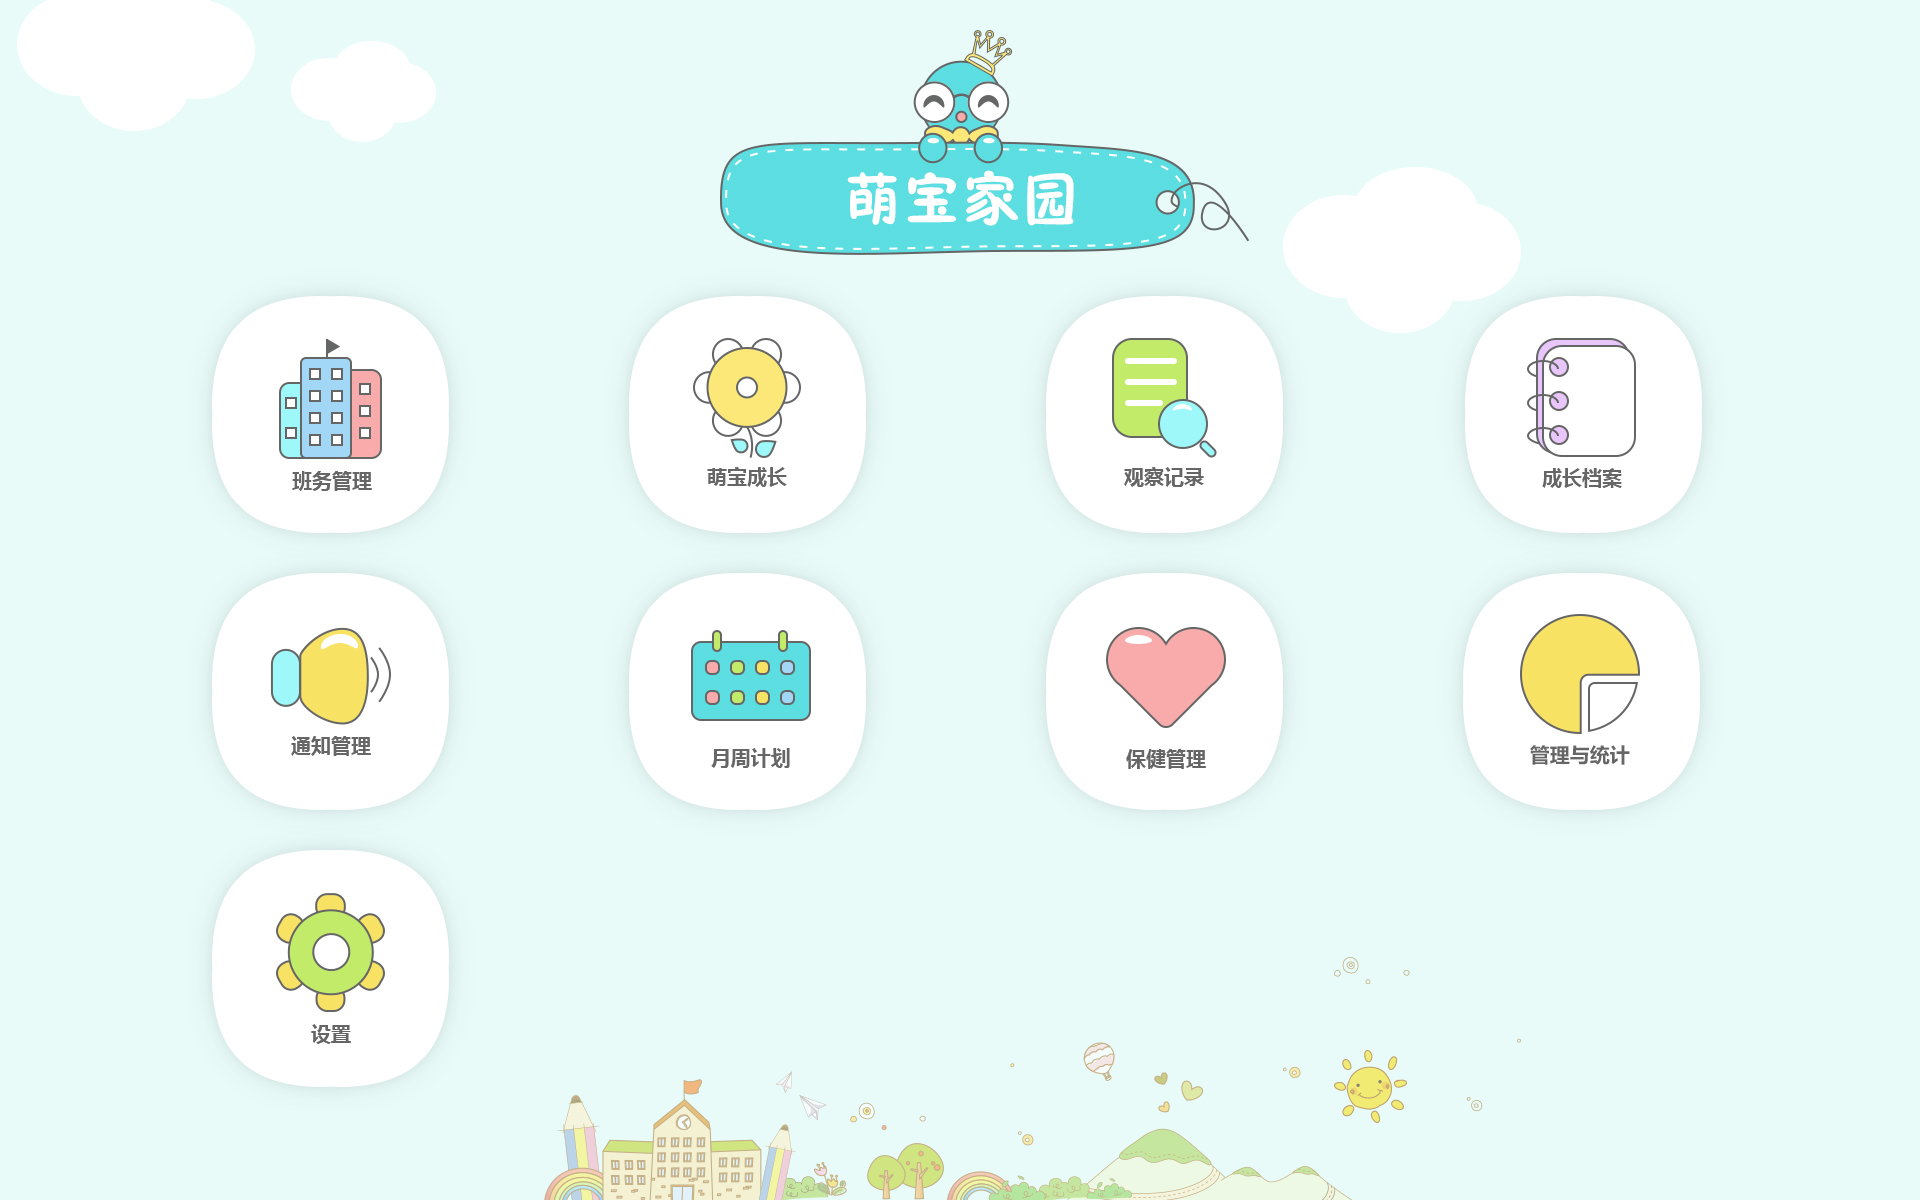 萌宝家园
班务管理
萌宝成长
观察记录
成长档案
通知管理
月周计划
保健管理
管理与统计
设置